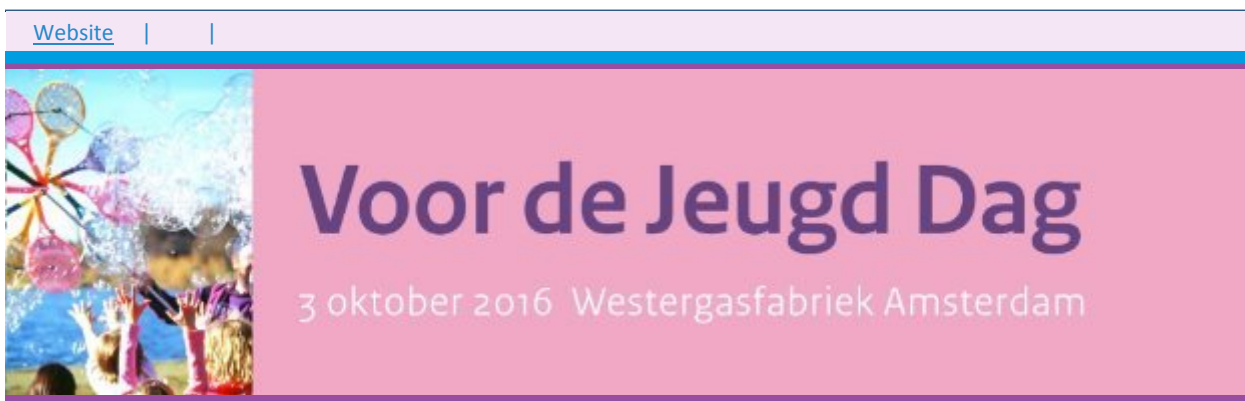 Website | |
Voor de Jeugd Dag
3 oktober 2016 Westergasfabriek Amsterdam